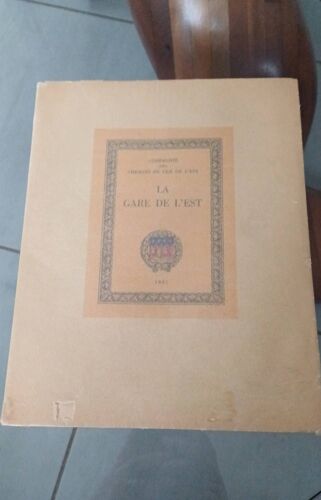 COMPAGNIE
DES
CHEMINS DE FER DE L'EST
LA
GARE DE L'EST